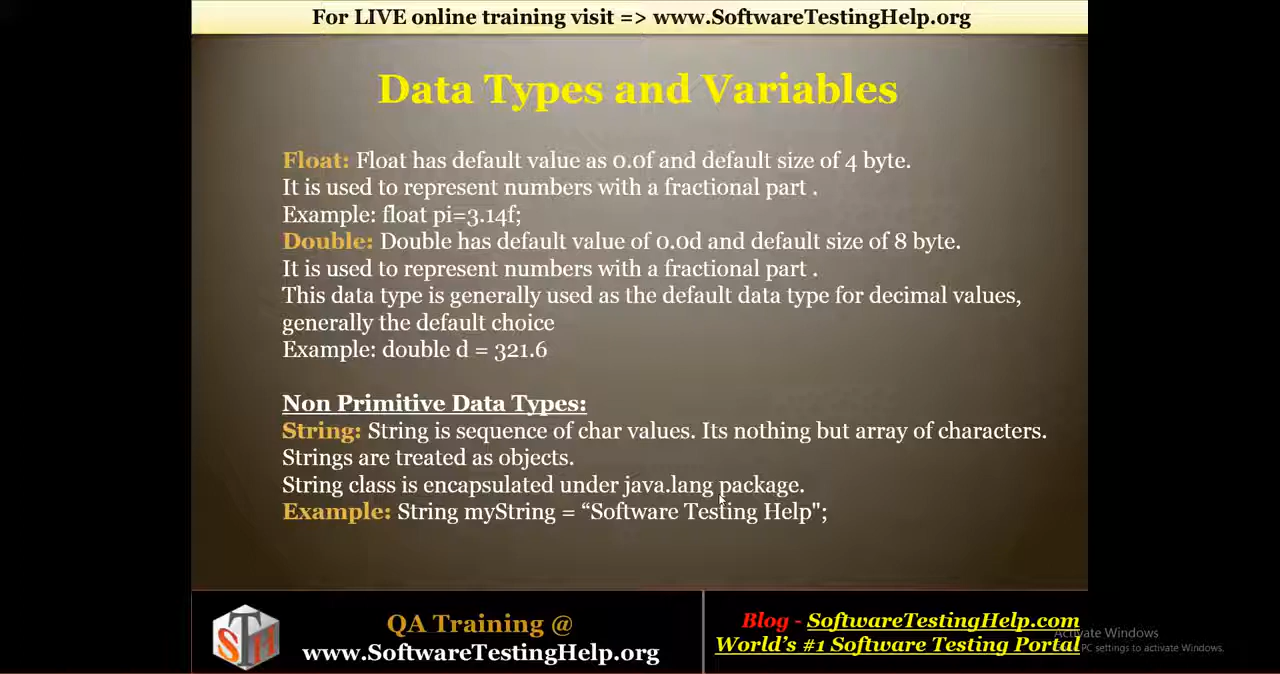 For LIVE online training visit => www.SoftwareTestingHelp.org
Data Types and Variables
Float: Float has default value as 0.0f and default size of 4 byte.
It is used to represent numbers with a fractional part .
Example: float pi=3.14f;
Double: Double has default value of 0.0d and default size of 8 byte.
It is used to represent numbers with a fractional part .
This data type is generally used as the default data type for decimal values,
generally the default choice
Example: double d = 321.6
Non Primitive Data Types:
String: String is sequence of char values. Its nothing but array of characters.
Strings are treated as objects.
String class is encapsulated under java.lang package.
Example: String myString = “Software Testing Help";
STH
QA Training @
www.SoftwareTestingHelp.org
Blog - SoftwareTestingHelp.com
World’s #1 Software Testing Portal
Activate Windows
PC settings to activate Windows.